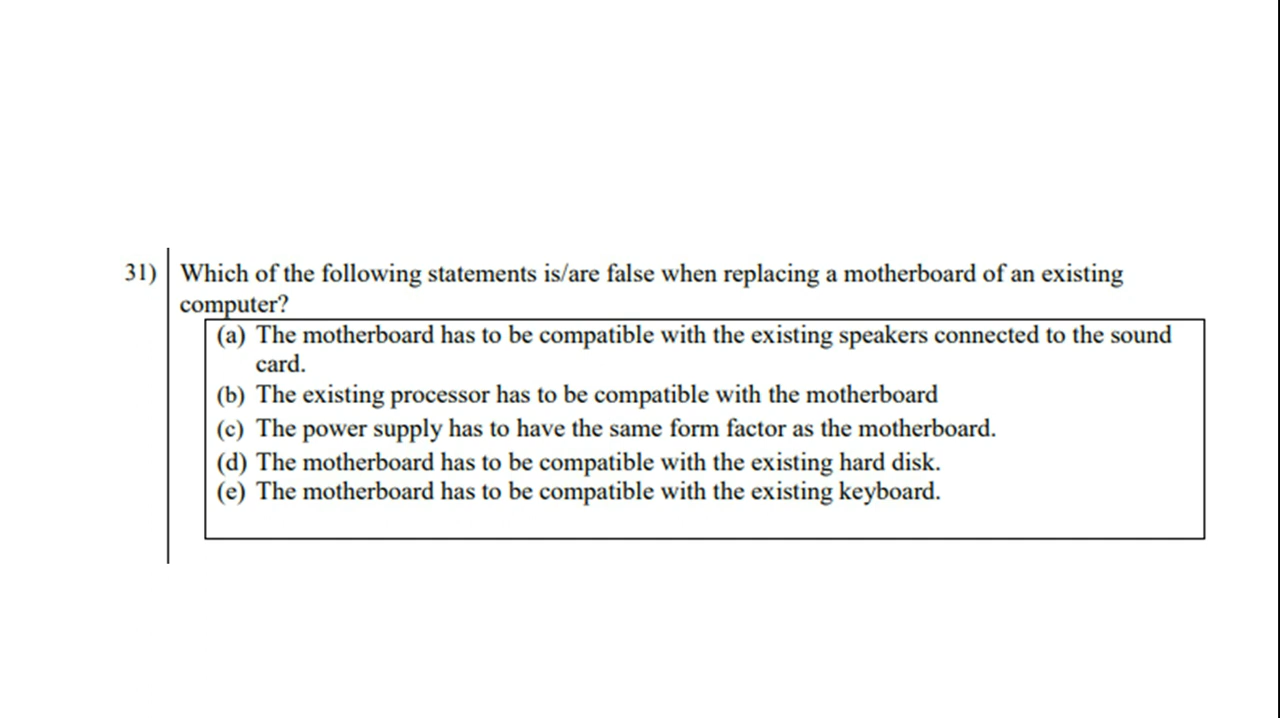 31) Which of the following statements is/are false when replacing a motherboard of an existing
computer?
(a) The motherboard has to be compatible with the existing speakers connected to the sound
card.
(b) The existing processor has to be compatible with the motherboard
(c) The power supply has to have the same form factor as the motherboard.
(d) The motherboard has to be compatible with the existing hard disk.
(e) The motherboard has to be compatible with the existing keyboard.